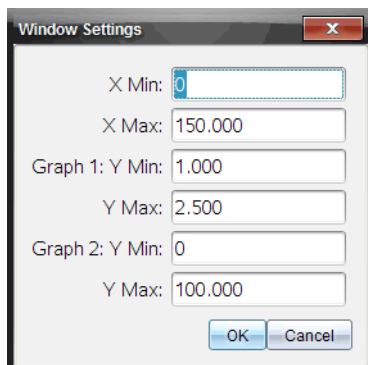 Window Settings
X Min: 0
X Max: 150.000
Graph 1: Y Min: 1.000
Y Max: 2.500
Graph 2: Y Min: 0
Y Max: 100.000
OK Cancel